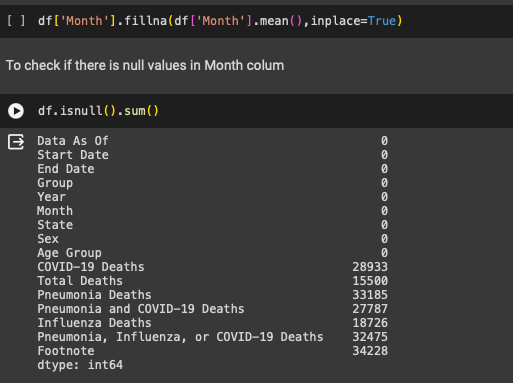 [ ] df['Month'].fillna(df['Month'].mean(),inplace=True)
To check if there is null values in Month colum
df.isnull().sum()
Data As Of 0
Start Date 0
End Date 0
Group 0
Year 0
Month 0
State 0
Sex 0
Age Group 0
COVID-19 Deaths 28933
Total Deaths 15500
Pneumonia Deaths 33185
Pneumonia and COVID-19 Deaths 27787
Influenza Deaths 18726
Pneumonia, Influenza, or COVID-19 Deaths 32475
Footnote 34228
dtype: int64